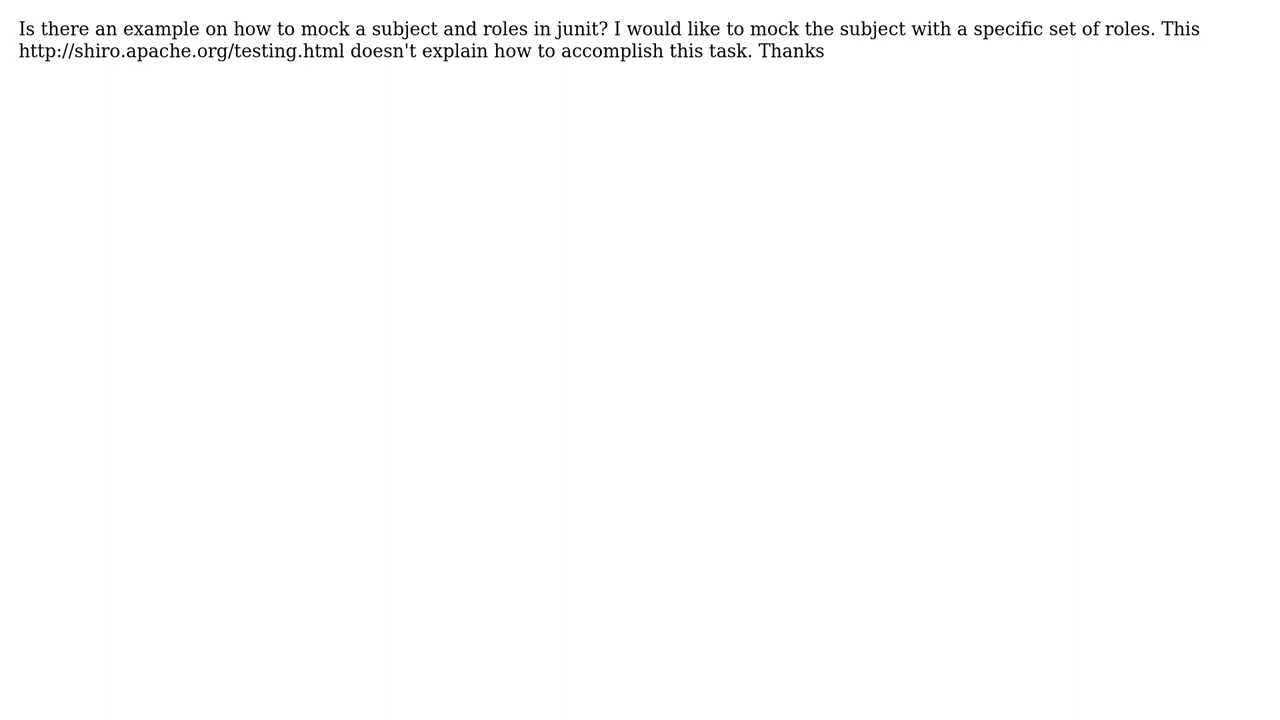 Is there an example on how to mock a subject and roles in junit? I would like to mock the subject with a specific set of roles. This
http://shiro.apache.org/testing.html doesn't explain how to accomplish this task. Thanks